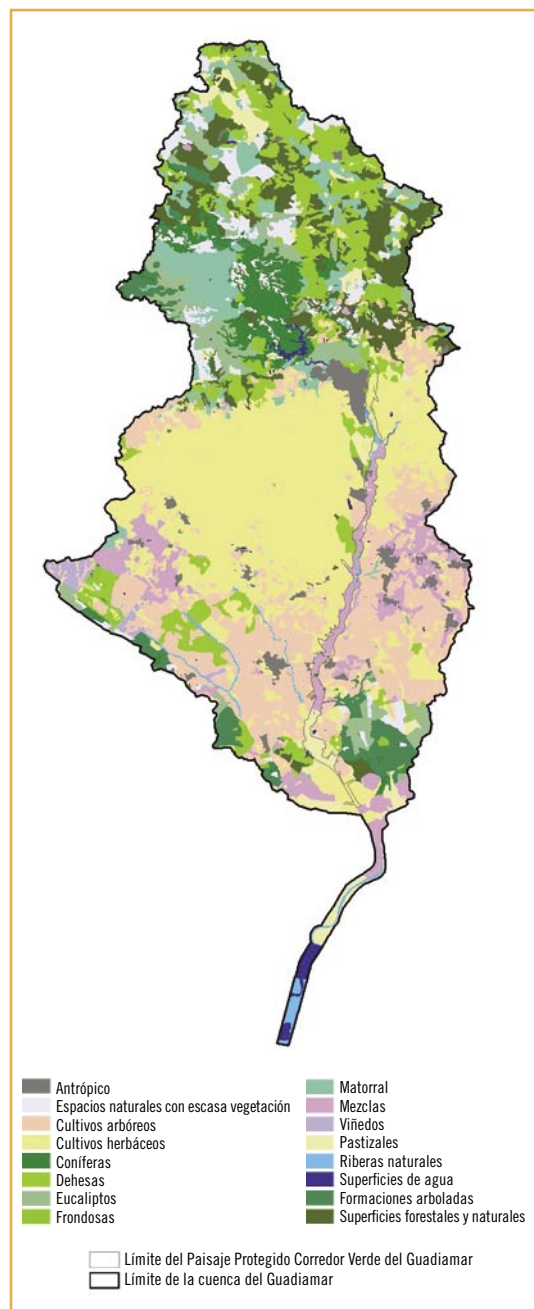 Antrópico
Espacios naturales con escasa vegetación
Cultivos arbóreos
Cultivos herbáceos
Coníferas
Dehesas
Eucaliptos
Frondosas
Matorral
Mezclas
Viñedos
Pastizales
Riberas naturales
Superficies de agua
Formaciones arboladas
Superficies forestales y naturales
Límite del Paisaje Protegido Corredor Verde del Guadiamar
Límite de la cuenca del Guadiamar